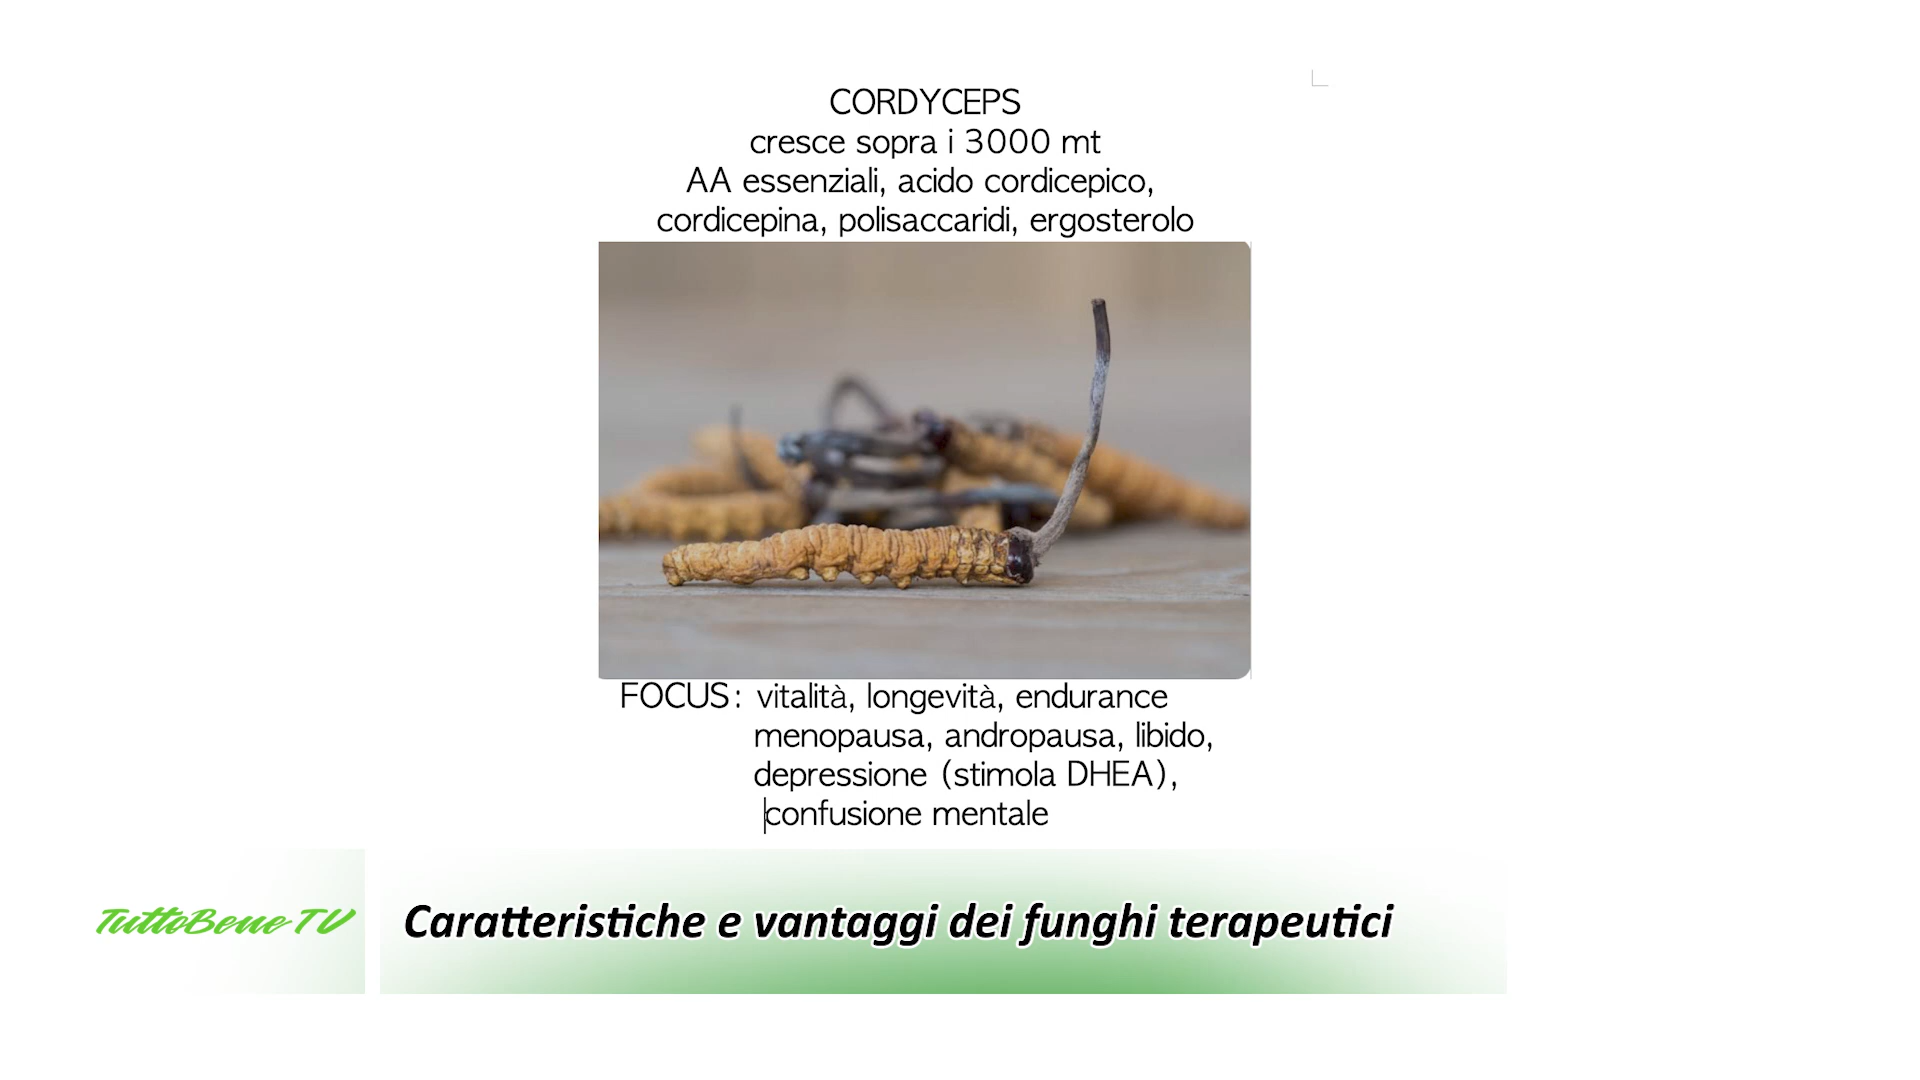 CORDYCEPS
cresce sopra i 3000 mt
AA essenziali, acido cordicepico,
cordicepina, polisaccaridi, ergosterolo
FOCUS: vitalità, longevità, endurance
menopausa, andropausa, libido,
depressione (stimola DHEA),
confusione mentale
TuttoBene TV
Caratteristiche e vantaggi dei funghi terapeutici